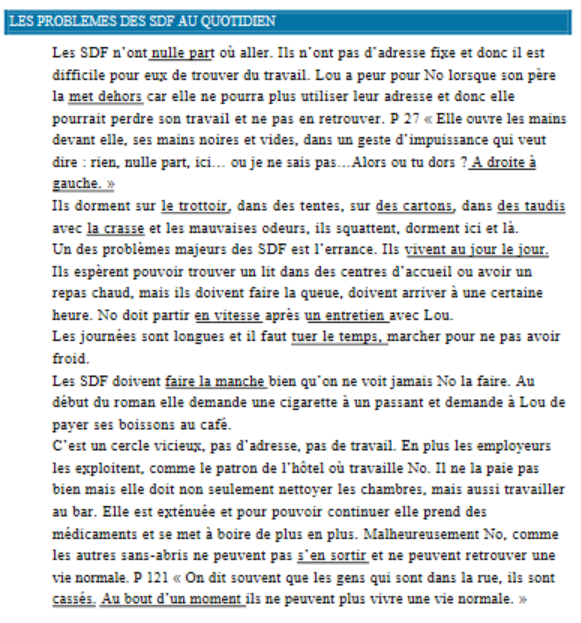 LES PROBLEMES DES SDF AU QUOTIDIEN
Les SDF n'ont nulle part où aller. Ils n'ont pas d'adresse fixe et donc il est
difficile pour eux de trouver du travail. Lou a peur pour No lorsque son père
la met dehors car elle ne pourra plus utiliser leur adresse et donc elle
pourrait perdre son travail et ne pas en retrouver. P 27 « Elle ouvre les mains
devant elle, ses mains noires et vides, dans un geste d'impuissance qui veut
dire : rien, nulle part, ici… ou je ne sais pas…Alors ou tu dors ? A droite à
gauche. »
Ils dorment sur le trottoir, dans des tentes, sur des cartons, dans des taudis
avec la crasse et les mauvaises odeurs, ils squattent, dorment ici et là.
Un des problèmes majeurs des SDF est l'errance. Ils vivent au jour le jour.
Ils espèrent pouvoir trouver un lit dans des centres d'accueil ou avoir un
repas chaud, mais ils doivent faire la queue, doivent arriver à une certaine
heure. No doit partir en vitesse après un entretien avec Lou.
Les journées sont longues et il faut tuer le temps, marcher pour ne pas avoir
froid.
Les SDF doivent faire la manche bien qu'on ne voit jamais No la faire. Au
début du roman elle demande une cigarette à un passant et demande à Lou de
payer ses boissons au café.
C'est un cercle vicieux, pas d'adresse, pas de travail. En plus les employeurs
les exploitent, comme le patron de l'hôtel où travaille No. Il ne la paie pas
bien mais elle doit non seulement nettoyer les chambres, mais aussi travailler
au bar. Elle est exténuée et pour pouvoir continuer elle prend des
médicaments et se met à boire de plus en plus. Malheureusement No, comme
les autres sans-abris ne peuvent pas s'en sortir et ne peuvent retrouver une
vie normale. P 121 « On dit souvent que les gens qui sont dans la rue, ils sont
cassés. Au bout d'un moment ils ne peuvent plus vivre une vie normale. »